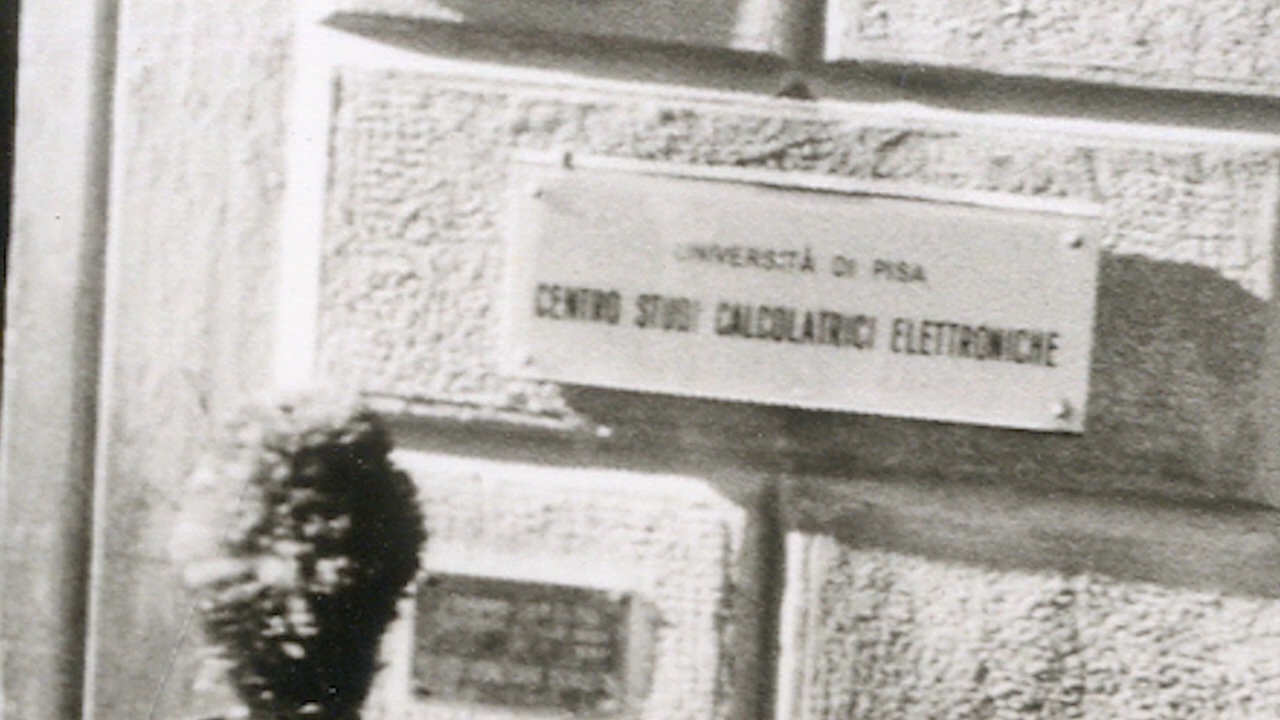 UNIVERSITÀ DI PISA
CENTRO STUDI CALCOLATRICI ELETTRONICHE